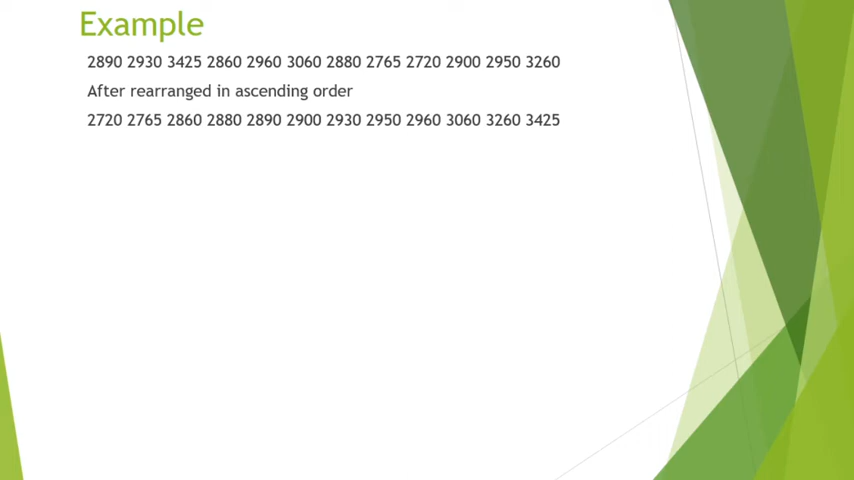 Example
2890 2930 3425 2860 2960 3060 2880 2765 2720 2900 2950 3260
After rearranged in ascending order
2720 2765 2860 2880 2890 2900 2930 2950 2960 3060 3260 3425